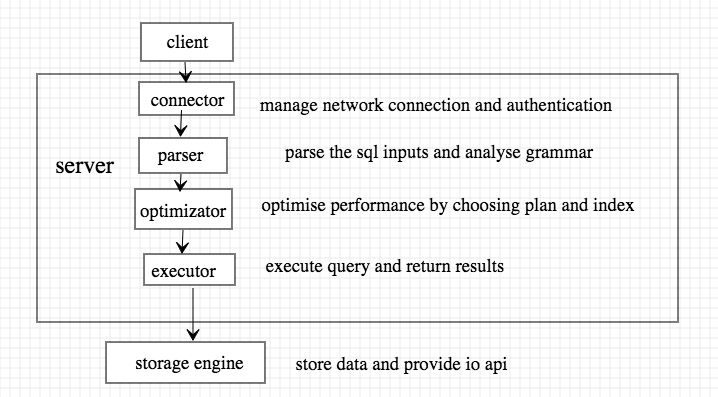 client
connector
manage network connection and authentication
parser
parse the sql inputs and analyse grammar
server
optimizator
optimise performance by choosing plan and index
executor
execute query and return results
storage engine
store data and provide io api